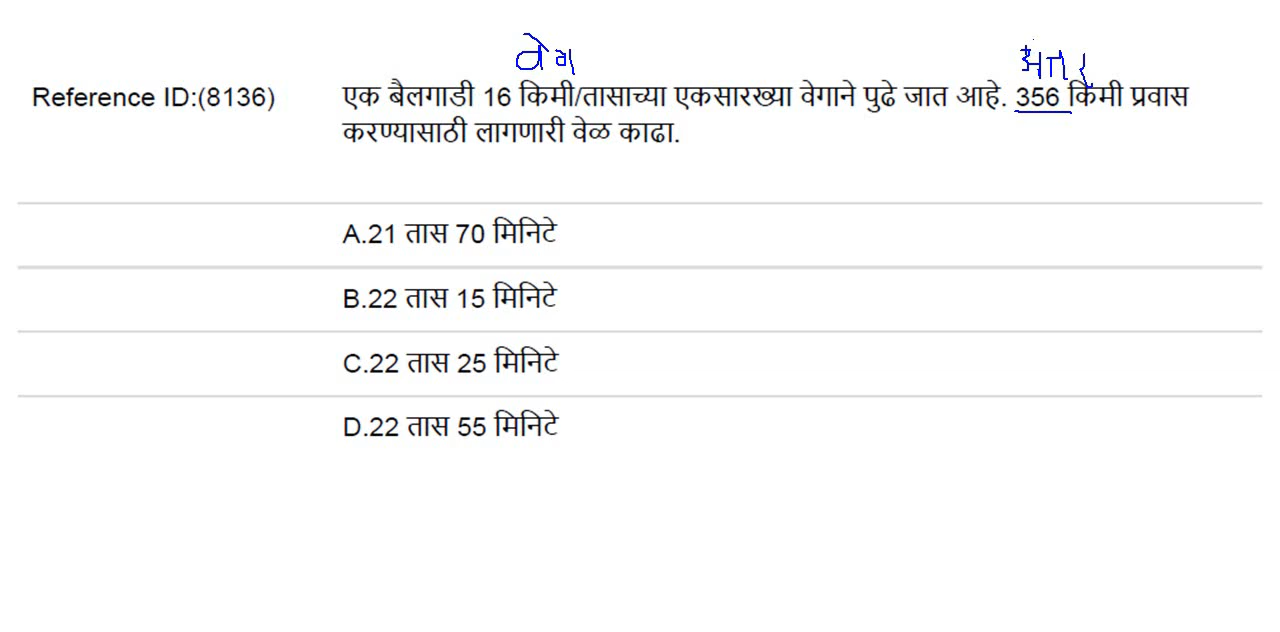 वेग अंतर
Reference ID:(8136) एक बैलगाडी 16 किमी/तासाच्या एकसारख्या वेगाने पुढे जात आहे. 356 किमी प्रवास
करण्यासाठी लागणारी वेळ काढा.
A.21 तास 70 मिनिटे
B.22 तास 15 मिनिटे
C.22 तास 25 मिनिटे
D.22 तास 55 मिनिटे